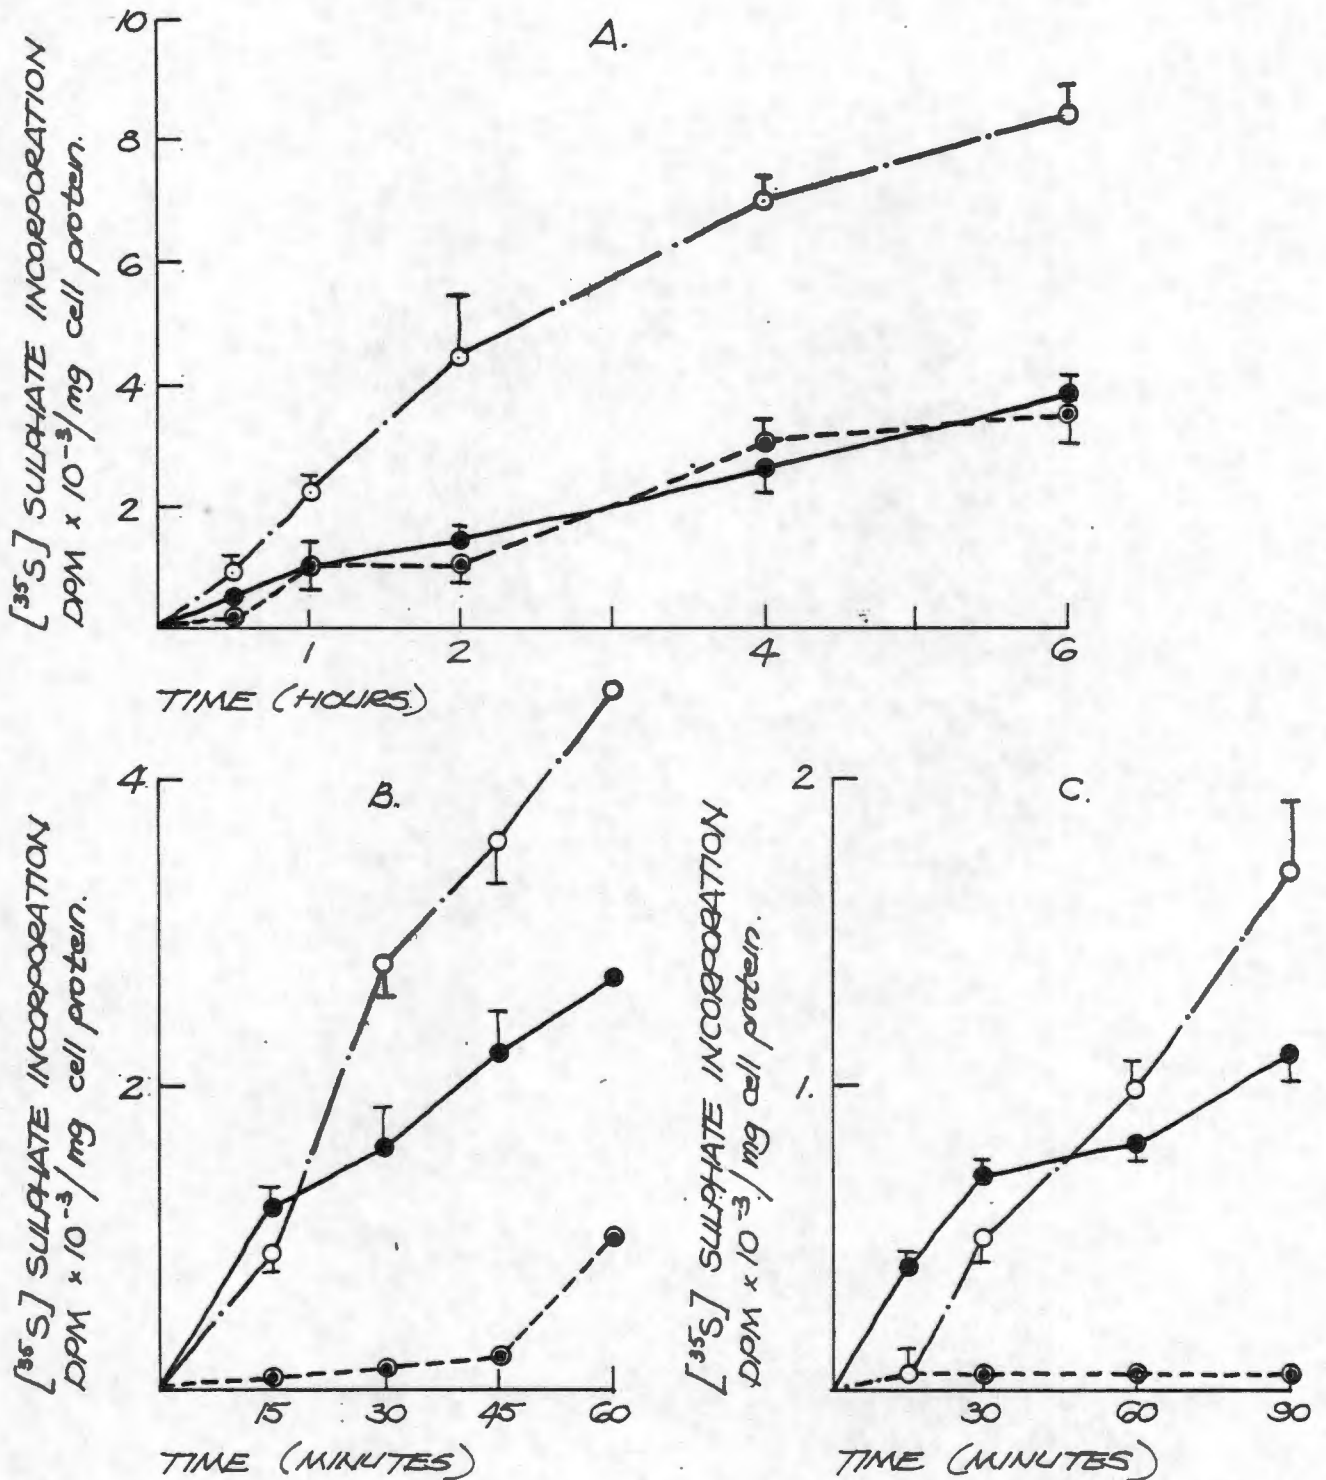 A.
[³⁵S] SULPHATE INCORPORATION
DPM x 10⁻³/mg cell protein.
10
8
6
4
2
1 2 4 6
TIME (HOURS)
B.
[³⁵S] SULPHATE INCORPORATION
DPM x 10⁻³/mg cell protein.
4
2
15 30 45 60
TIME (MINUTES)
C.
[³⁵S] SULPHATE INCORPORATION
DPM x 10⁻³/mg cell protein.
2
1
30 60 90
TIME (MINUTES)